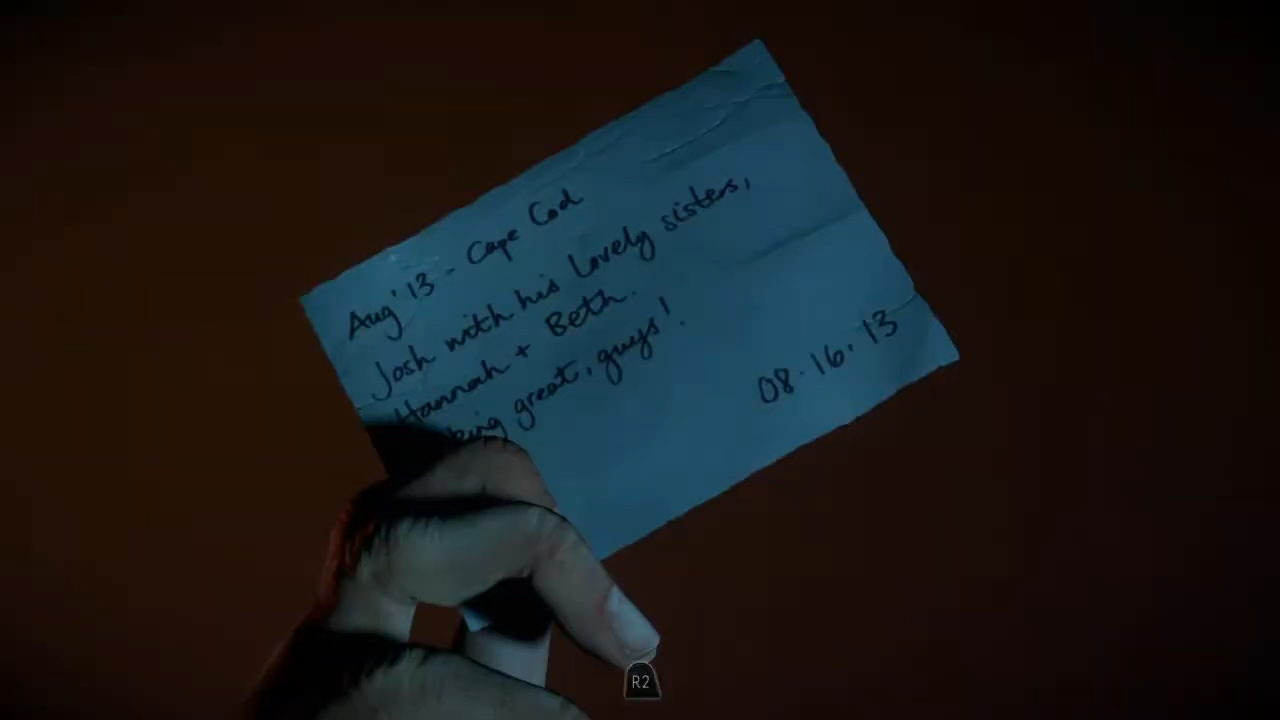 Aug' 13 - Cape Cod
Josh with his lovely sisters,
Hannah + Beth.
great, guys!
08.16.13
R2